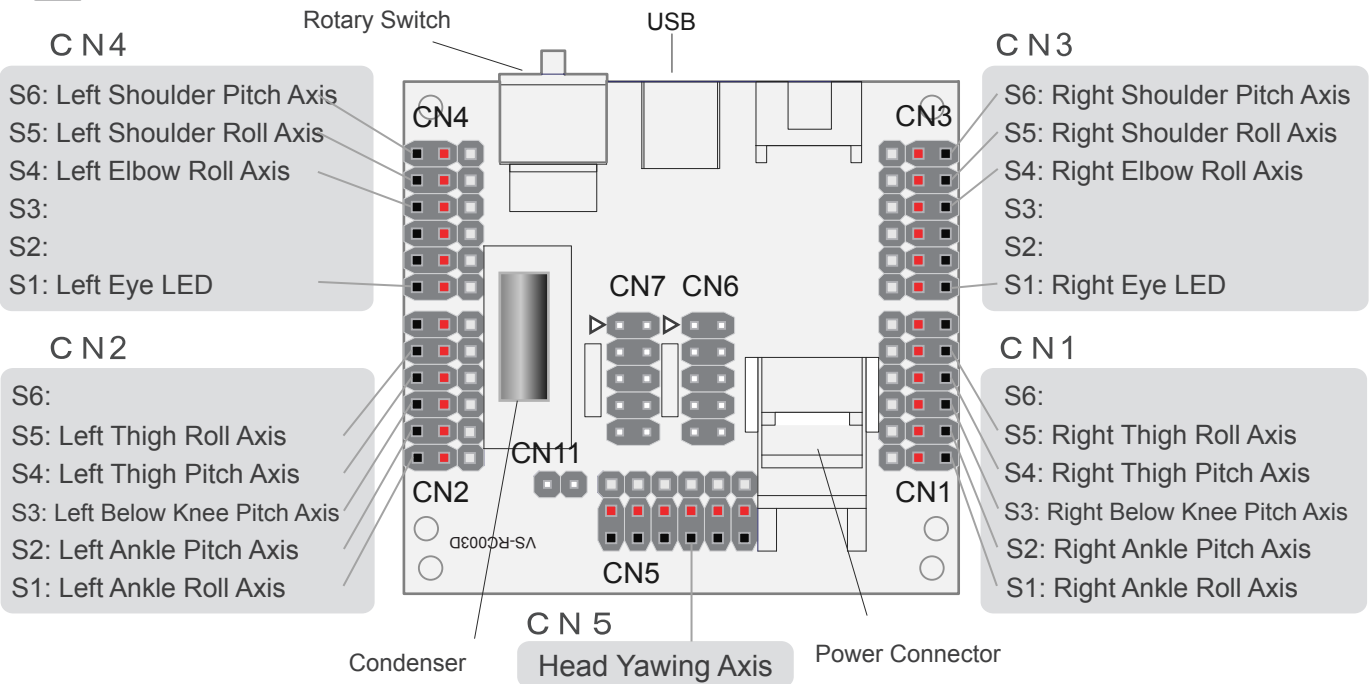 Rotary Switch
USB
CN4
S6: Left Shoulder Pitch Axis
S5: Left Shoulder Roll Axis
S4: Left Elbow Roll Axis
S3:
S2:
S1: Left Eye LED
CN2
S6:
S5: Left Thigh Roll Axis
S4: Left Thigh Pitch Axis
S3: Left Below Knee Pitch Axis
S2: Left Ankle Pitch Axis
S1: Left Ankle Roll Axis
CN4
CN3
CN7
CN6
CN11
CN2
CN1
VS-RC003D
CN5
CN3
S6: Right Shoulder Pitch Axis
S5: Right Shoulder Roll Axis
S4: Right Elbow Roll Axis
S3:
S2:
S1: Right Eye LED
CN1
S6:
S5: Right Thigh Roll Axis
S4: Right Thigh Pitch Axis
S3: Right Below Knee Pitch Axis
S2: Right Ankle Pitch Axis
S1: Right Ankle Roll Axis
CN5
Head Yawing Axis
Condenser
Power Connector